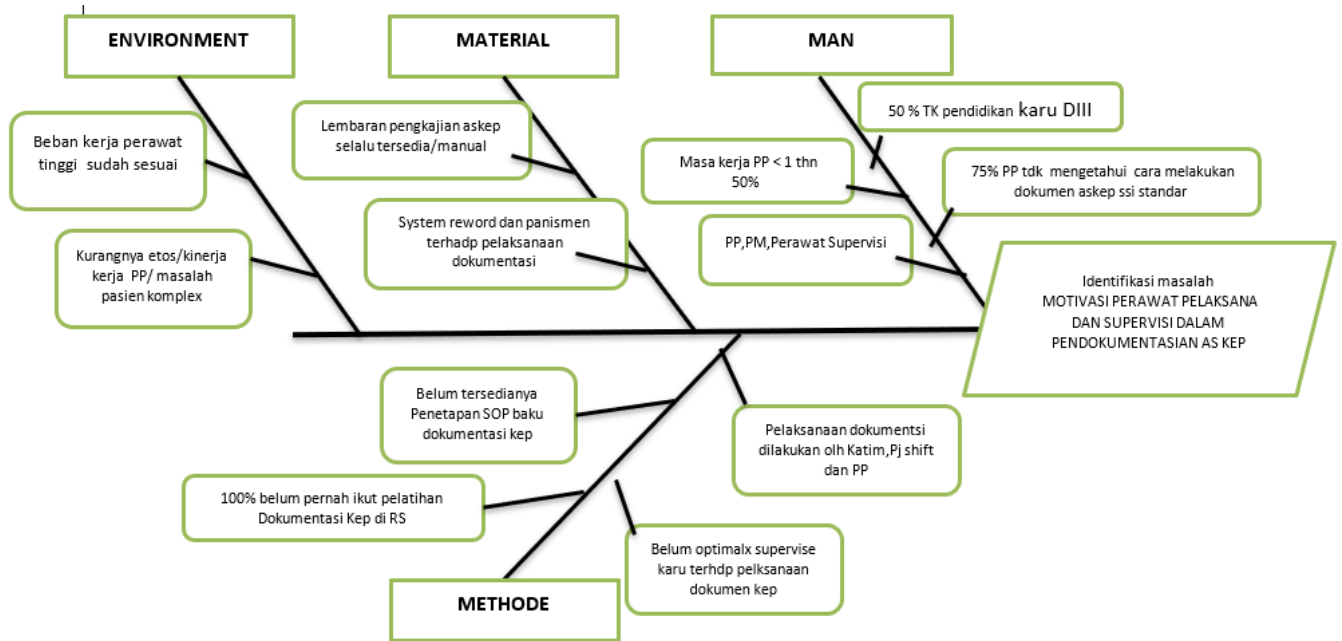 ENVIRONMENT
MATERIAL
MAN
Beban kerja perawat
tinggi sudah sesuai
Kurangnya etos/kinerja
kerja PP/ masalah
pasien komplex
Lembaran pengkajian askep
selalu tersedia/manual
System reword dan panismen
terhadp pelaksanaan
dokumentasi
50 % TK pendidikan karu DIII
Masa kerja PP < 1 thn
50%
75% PP tdk mengetahui cara melakukan
dokumen askep ssi standar
PP,PM,Perawat Supervisi
Identifikasi masalah
MOTIVASI PERAWAT PELAKSANA
DAN SUPERVISI DALAM
PENDOKUMENTASIAN AS KEP
Belum tersedianya
Penetapan SOP baku
dokumentasi kep
Pelaksanaan dokumentsi
dilakukan olh Katim,Pj shift
dan PP
100% belum pernah ikut pelatihan
Dokumentasi Kep di RS
Belum optimalx supervise
karu terhdp pelksanaan
dokumen kep
METHODE